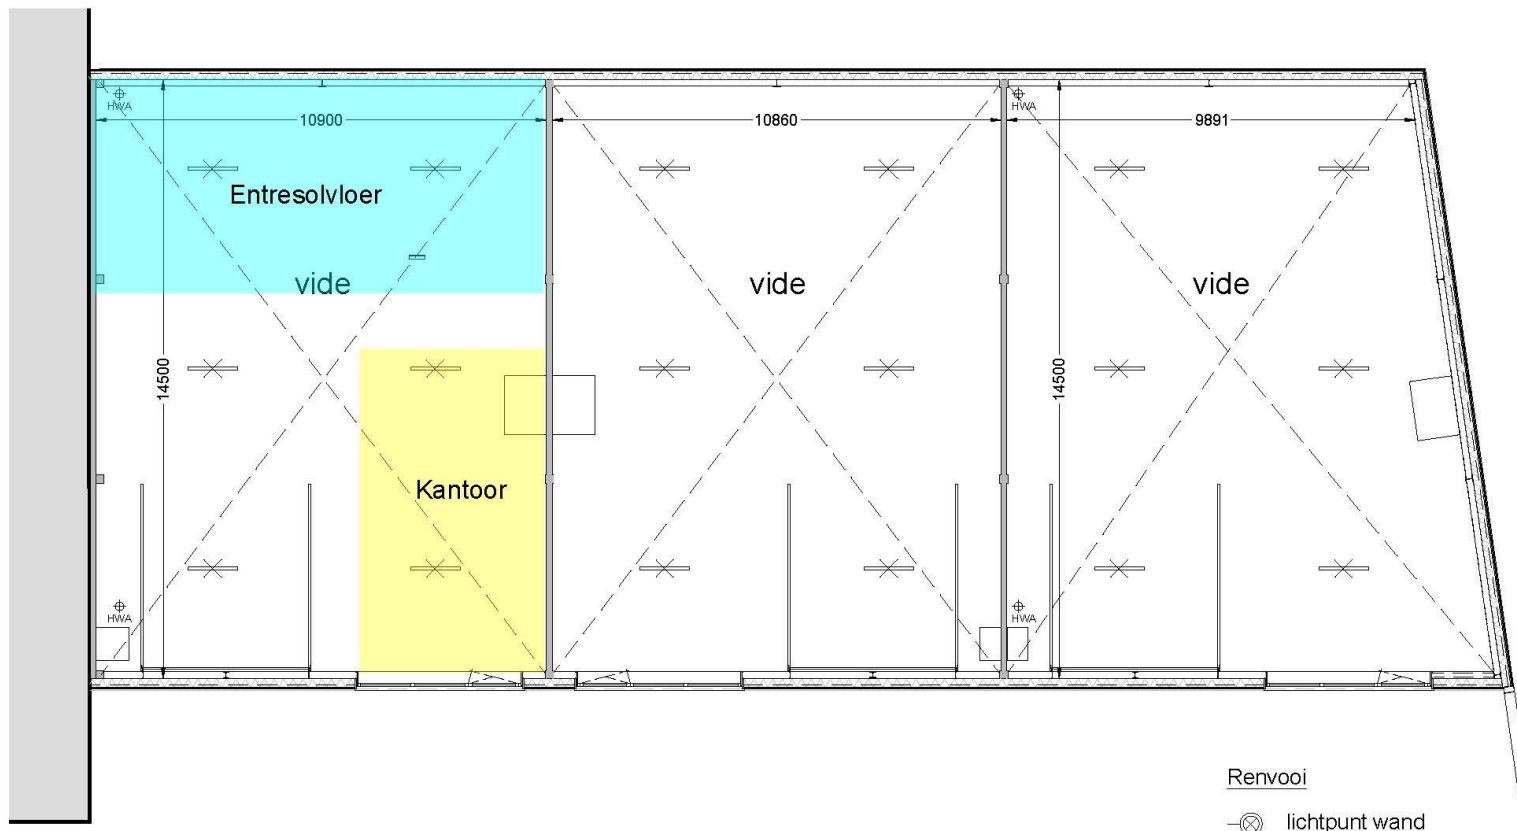 HWA
HWA
10900
10860
9891
Entresolvloer
vide
vide
vide
14500
14500
Kantoor
HWA
HWA
Renvooi
lichtpunt wand